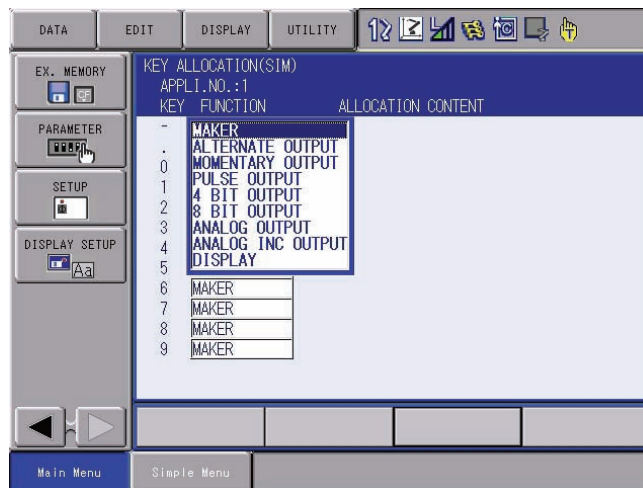 DATA EDIT DISPLAY UTILITY
EX. MEMORY
CF
PARAMETER
SETUP
DISPLAY SETUP
Aa
KEY ALLOCATION(SIM)
APPLI.NO.:1
KEY FUNCTION ALLOCATION CONTENT
- MAKER
. ALTERNATE OUTPUT
0 MOMENTARY OUTPUT
PULSE OUTPUT
1 4 BIT OUTPUT
2 8 BIT OUTPUT
3 ANALOG OUTPUT
4 ANALOG INC OUTPUT
5 DISPLAY
6 MAKER
7 MAKER
8 MAKER
9 MAKER
Main Menu Simple Menu